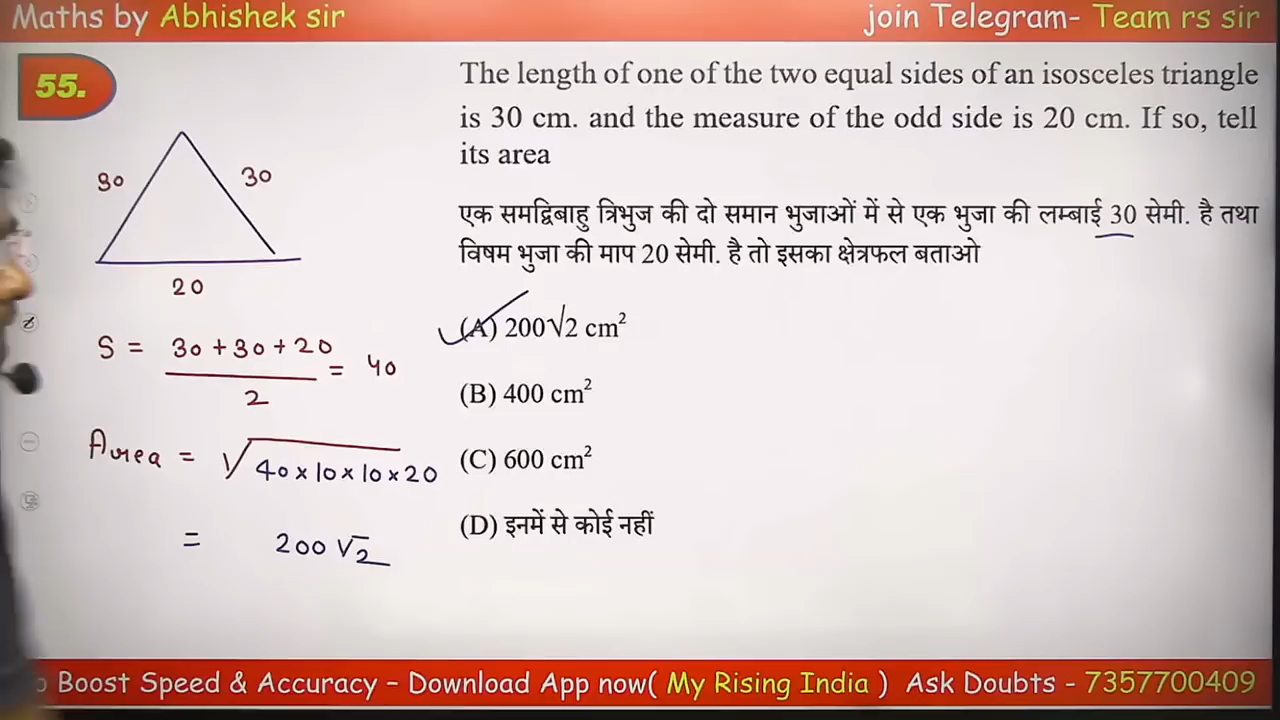 Maths by Abhishek sir
join Telegram- Team rs sir
55.
The length of one of the two equal sides of an isosceles triangle
is 30 cm. and the measure of the odd side is 20 cm. If so, tell
its area
एक समद्विबाहु त्रिभुज की दो समान भुजाओं में से एक भुजा की लम्बाई 30 सेमी. है तथा
विषम भुजा की माप 20 सेमी. है तो इसका क्षेत्रफल बताओ
(A) 200√2 cm²
(B) 400 cm²
(C) 600 cm²
(D) इनमें से कोई नहीं
30
30
20
S = 30 + 30 + 20 / 2 = 40
Area = √40×10×10×20
= 200√2
Boost Speed & Accuracy – Download App now( My Rising India ) Ask Doubts - 7357700409